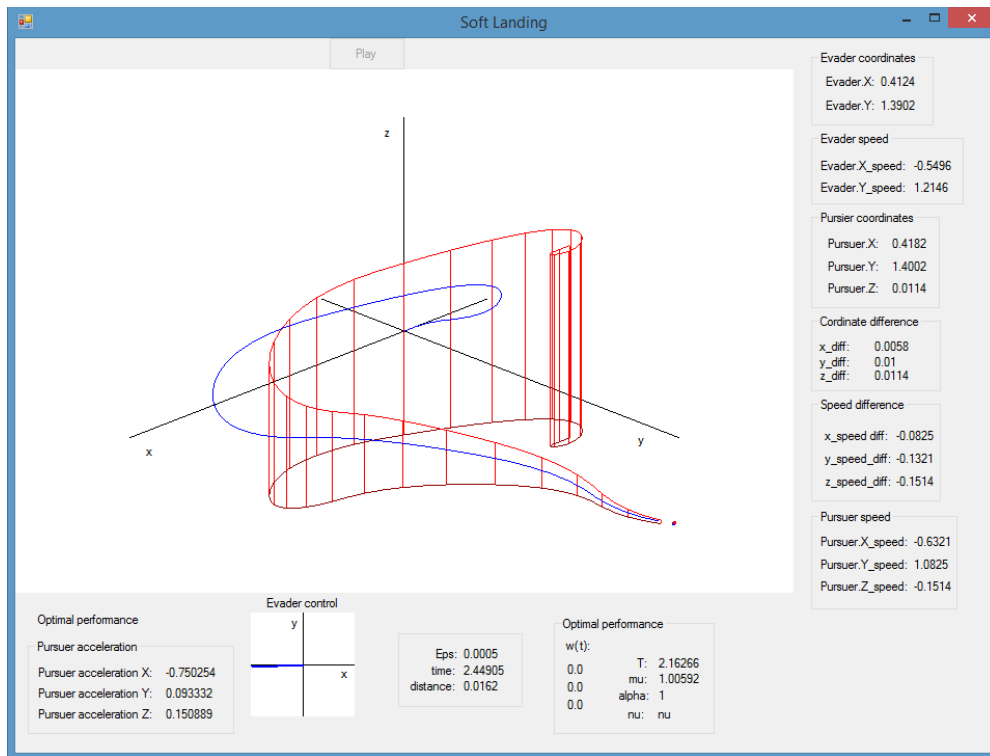 Soft Landing
Play
z
x
y
Evader coordinates
Evader.X: 0.4124
Evader.Y: 1.3902
Evader speed
Evader.X_speed: -0.5496
Evader.Y_speed: 1.2146
Pursier coordinates
Pursuer.X: 0.4182
Pursuer.Y: 1.4002
Pursuer.Z: 0.0114
Cordinate difference
x_diff: 0.0058
y_diff: 0.01
z_diff: 0.0114
Speed difference
x_speed diff: -0.0825
y_speed_diff: -0.1321
z_speed_diff: -0.1514
Pursuer speed
Pursuer.X_speed: -0.6321
Pursuer.Y_speed: 1.0825
Pursuer.Z_speed: -0.1514
Optimal performance
Pursuer acceleration
Pursuer acceleration X: -0.750254
Pursuer acceleration Y: 0.093332
Pursuer acceleration Z: 0.150889
Evader control
y
x
Eps: 0.0005
time: 2.44905
distance: 0.0162
Optimal performance
w(t):
0.0
0.0
0.0
T: 2.16266
mu: 1.00592
alpha: 1
nu: nu